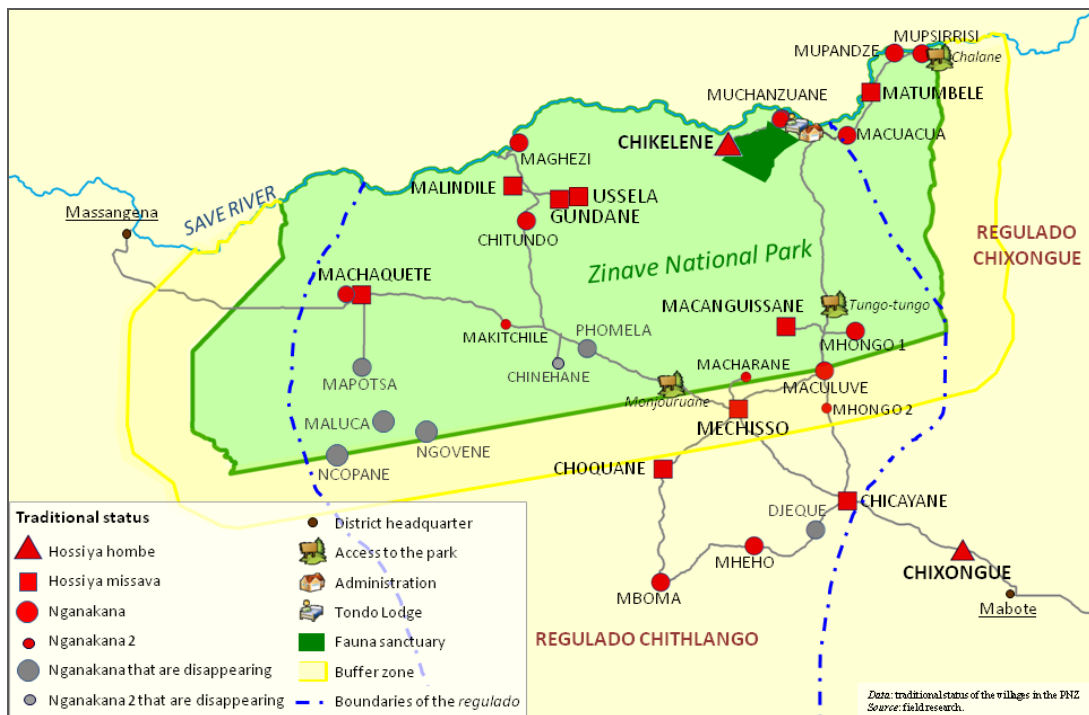 MUPSIRRISI
MUPANDZE
Chalane
MUCHANZUANE
MATUMBELE
CHIKELENE
MACUACUA
MAGHEZI
MALINDILE
USSELA
GUNDANE
SAVE RIVER
Massangena
CHITUNDO
REGULADO
CHIXONGUE
Zinave National Park
MACHAQUETE
MACANGUISSANE
Tungo-tungo
MAKITCHILE
PHOMELA
MHONGO 1
CHINEHANE
MACHARANE
MAPOTSA
MACULUVE
Monjouruane
MHONGO 2
MALUCA
MECHISSO
NGOVENE
NCOPANE
CHOQUANE
CHICAYANE
DJEQUE
MHEHO
CHIXONGUE
MBOMA
Mabote
REGULADO CHITHLANGO
Traditional status
Hossi ya hombe
Hossi ya missava
Nganakana
Nganakana 2
Nganakana that are disappearing
Nganakana 2 that are disappearing
District headquarter
Access to the park
Administration
Tondo Lodge
Fauna sanctuary
Buffer zone
Boundaries of the regulado
Data: traditional status of the villages in the PNZ
Source: field research.